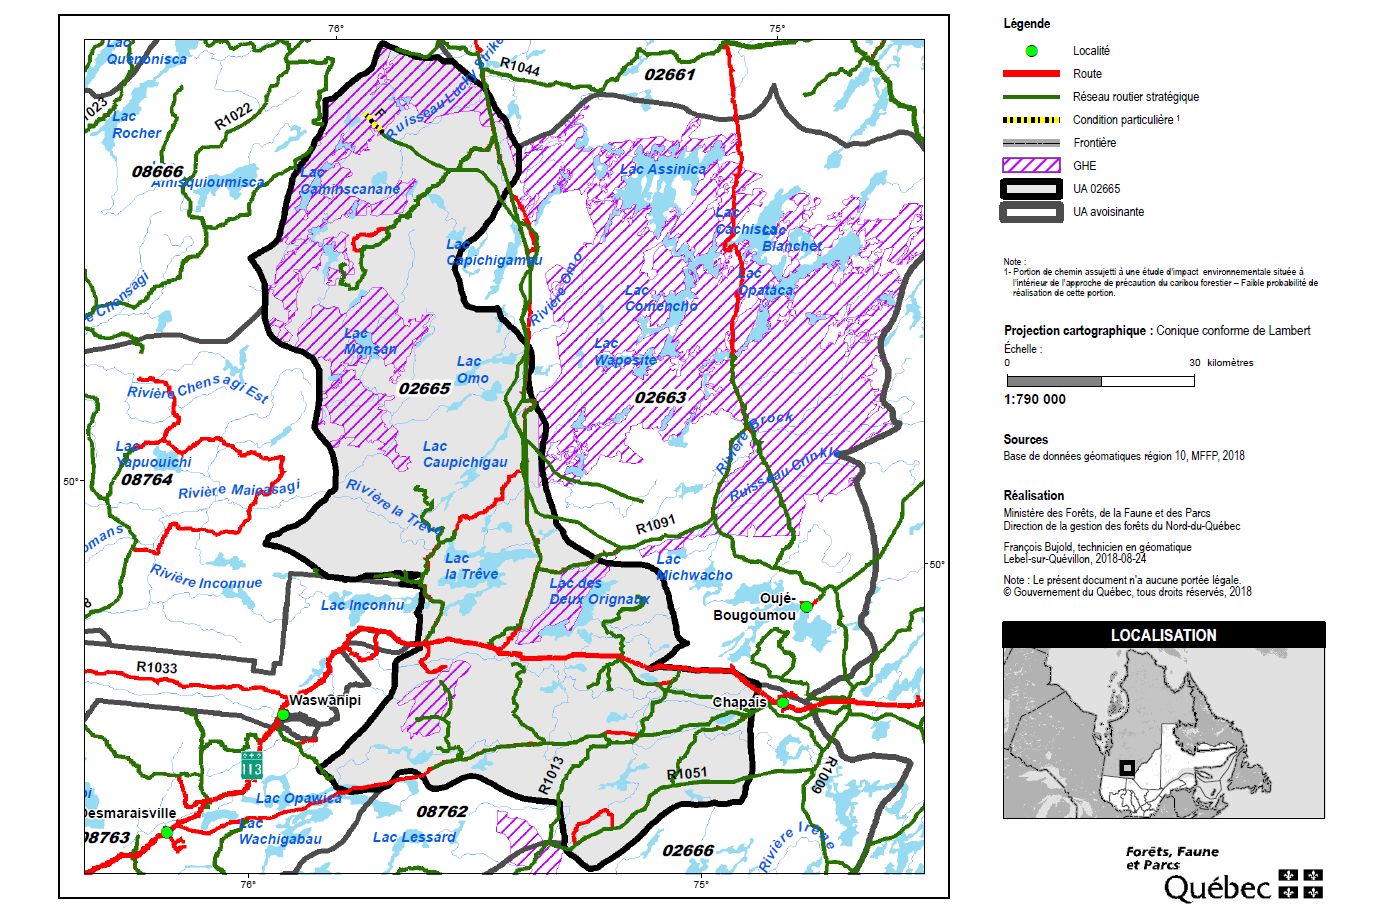 76°
75°
Lac
Quénonisca
1023
Lac
Rocher
R1022
08666
Amisquioumisca
Lac
Caminscanane
Ruisseau Lucky Strike
R1044
02661
Lac Assinica
Lac
Cachisca
Lac
Blanchet
Lac
Capichigamau
Rivière Omo
Lac
Opataca
Lac
Comencho
e Chensagi
Lac
Monsan
Lac
Waposite
Lac
Omo
02665
02663
Rivière Chensagi Est
Rivière Brock
Ruisseau Crinkle
Lac
Yapuouichi
08764
Rivière Maicasagi
Lac
Caupichigau
Rivière la Trêve
50°
R1091
omans
Rivière Inconnue
Lac
la Trêve
Lac
Michwacho
50°
Lac des
Deux Orignaux
Lac Inconnu
8
Oujé-
Bougoumou
R1033
Waswanipi
Chapais
113
R1013
R1051
R1009
pi
Lac Opawica
Desmaraisville
08763
Lac
Wachigabau
08762
Lac Lessard
02666
Rivière Irene
76°
75°
Légende
Localité
Route
Réseau routier stratégique
Condition particulière ¹
Frontière
GHE
UA 02665
UA avoisinante
Note :
1- Portion de chemin assujetti à une étude d'impact environnementale située à
l'intérieur de l'approche de précaution du caribou forestier – Faible probabilité de
réalisation de cette portion.
Projection cartographique : Conique conforme de Lambert
Échelle :
0 30 kilomètres
1:790 000
Sources
Base de données géomatiques région 10, MFFP, 2018
Réalisation
Ministère des Forêts, de la Faune et des Parcs
Direction de la gestion des forêts du Nord-du-Québec
François Bujold, technicien en géomatique
Lebel-sur-Quévillon, 2018-08-24
Note : Le présent document n'a aucune portée légale.
© Gouvernement du Québec, tous droits réservés, 2018
LOCALISATION
Forêts, Faune
et Parcs
Québec